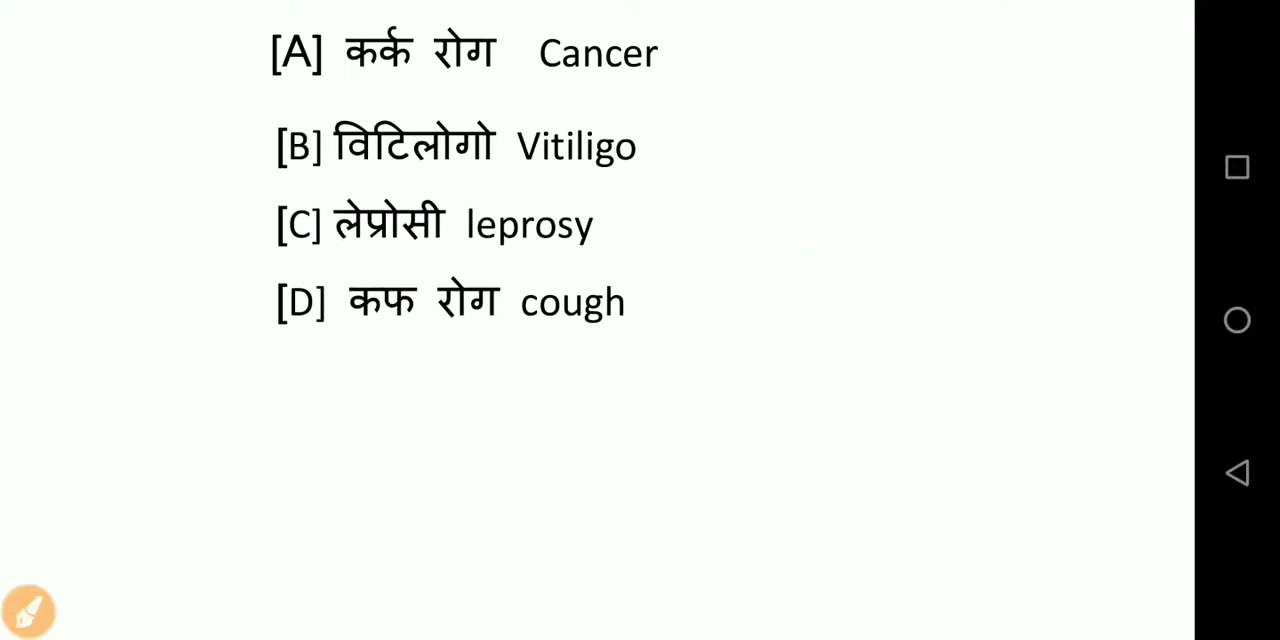 [A] कर्क रोग Cancer
[B] विटिलोगो Vitiligo
[C] लेप्रोसी leprosy
[D] कफ रोग cough